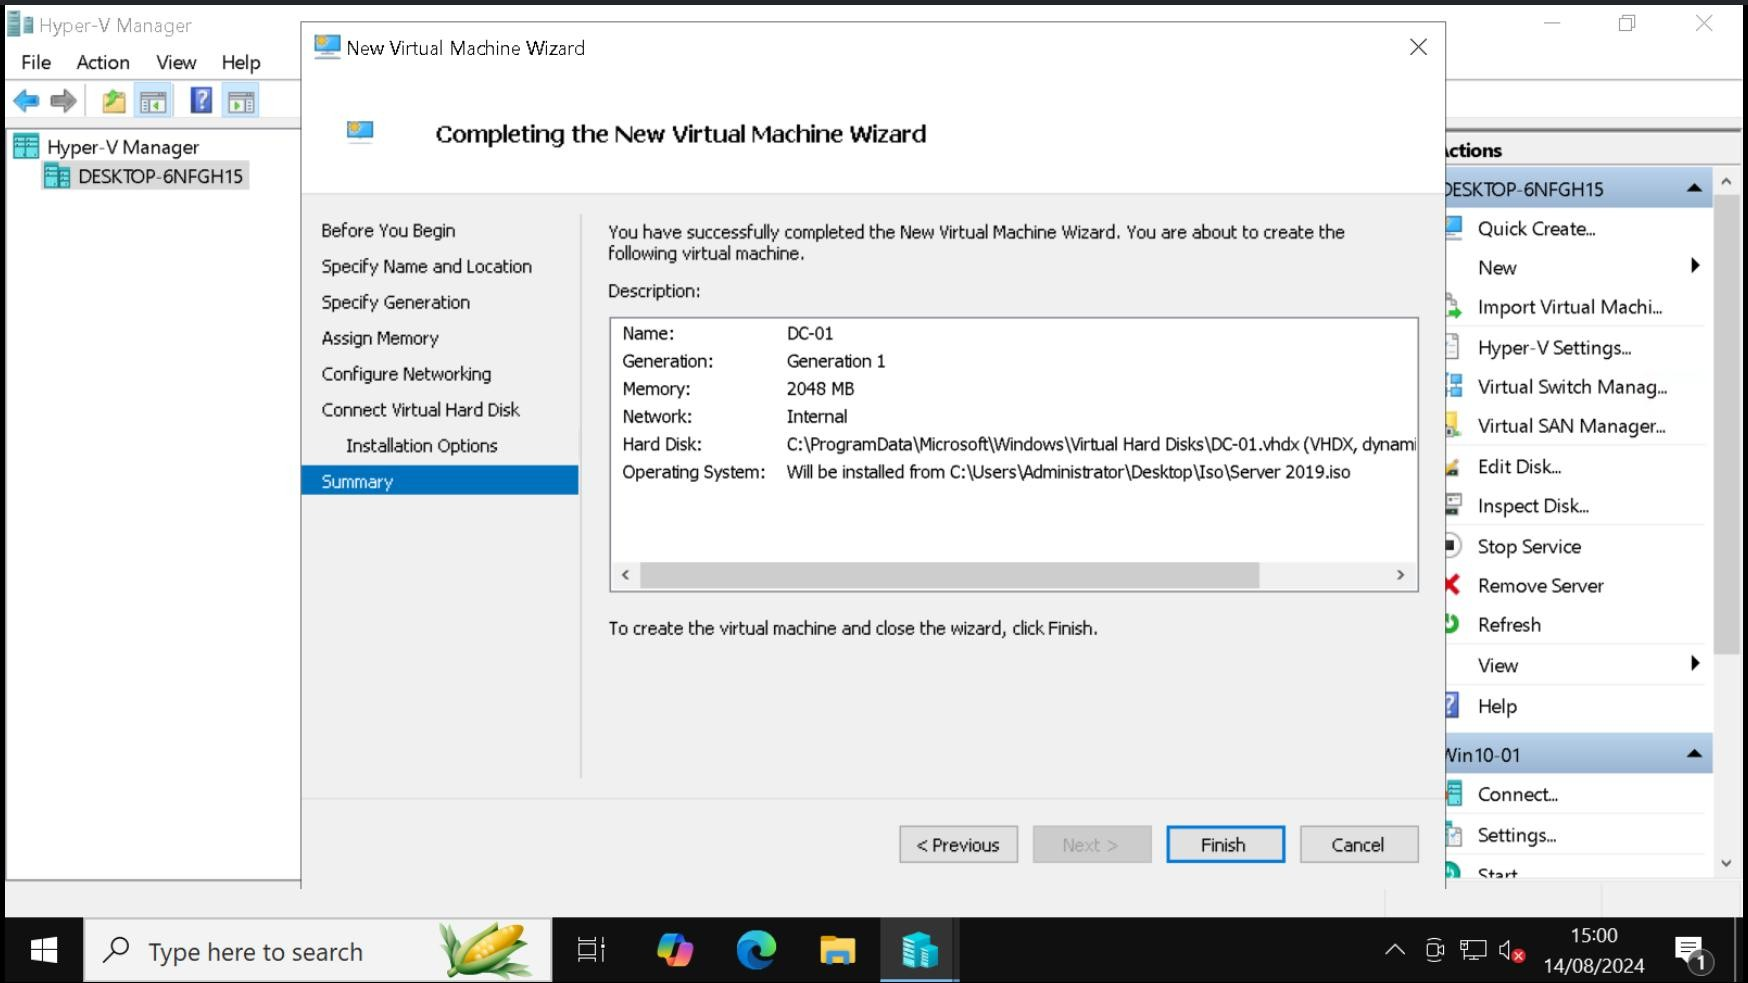 Hyper-V Manager
File Action View Help
Hyper-V Manager
DESKTOP-6NFGH15
New Virtual Machine Wizard
Completing the New Virtual Machine Wizard
Before You Begin
Specify Name and Location
Specify Generation
Assign Memory
Configure Networking
Connect Virtual Hard Disk
Installation Options
Summary
You have successfully completed the New Virtual Machine Wizard. You are about to create the
following virtual machine.
Description:
Name: DC-01
Generation: Generation 1
Memory: 2048 MB
Network: Internal
Hard Disk: C:\ProgramData\Microsoft\Windows\Virtual Hard Disks\DC-01.vhdx (VHDX, dynami
Operating System: Will be installed from C:\Users\Administrator\Desktop\Iso\Server 2019.iso
To create the virtual machine and close the wizard, click Finish.
< Previous Next > Finish Cancel
Actions
DESKTOP-6NFGH15
Quick Create...
New
Import Virtual Machi...
Hyper-V Settings...
Virtual Switch Manag...
Virtual SAN Manager...
Edit Disk...
Inspect Disk...
Stop Service
Remove Server
Refresh
View
Help
Win10-01
Connect...
Settings...
Start
Type here to search
15:00
14/08/2024
1